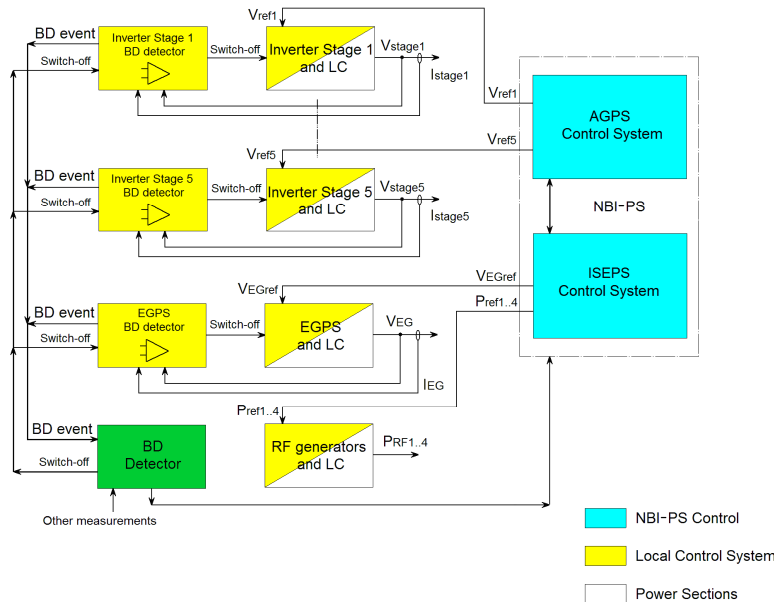 Vref1
BD event
Inverter Stage 1
BD detector
Switch-off
Switch-off
Inverter Stage 1
and LC
Vstage1
Istage1
Vref1
AGPS
Control System
Vref5
Vref5
BD event
Inverter Stage 5
BD detector
Switch-off
Switch-off
Inverter Stage 5
and LC
Vstage5
Istage5
NBI-PS
ISEPS
Control System
VEGref
VEGref
Pref1..4
BD event
EGPS
BD detector
Switch-off
Switch-off
EGPS
and LC
VEG
IEG
Pref1..4
BD event
BD
Detector
Switch-off
RF generators
and LC
PRF1..4
Other measurements
NBI-PS Control
Local Control System
Power Sections